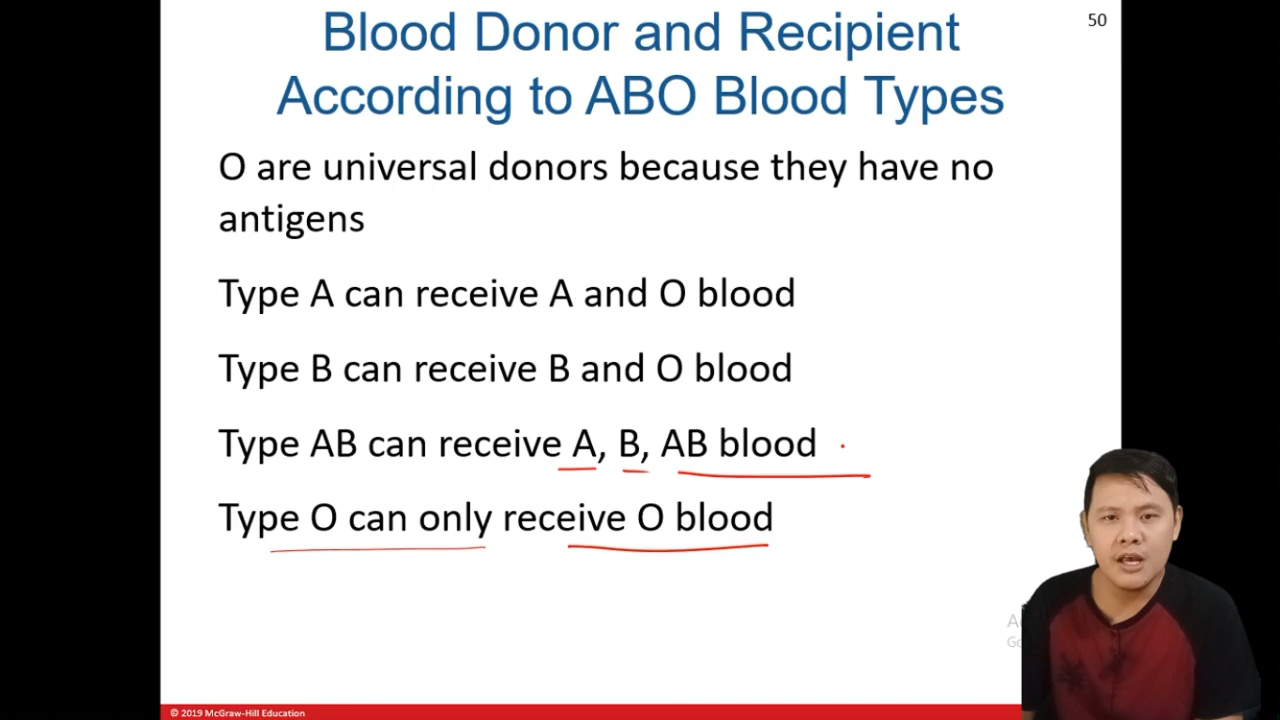 50
Blood Donor and Recipient
According to ABO Blood Types
O are universal donors because they have no
antigens
Type A can receive A and O blood
Type B can receive B and O blood
Type AB can receive A, B, AB blood
Type O can only receive O blood
© 2019 McGraw-Hill Education